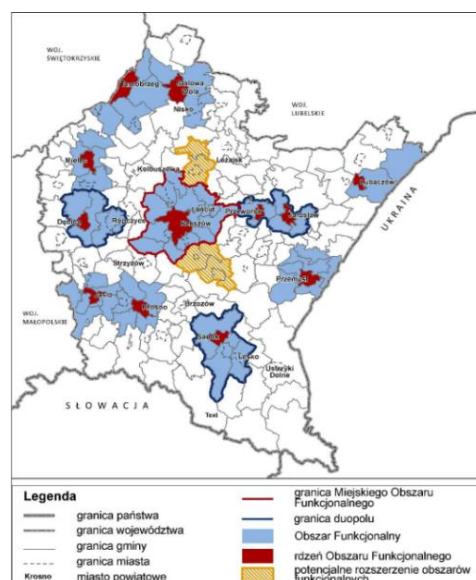 WOJ.
ŚWIĘTOKRZYSKIE
Tarnobrzeg
Stalowa
Wola
Nisko
WOJ.
LUBELSKIE
Mielec
Kolbuszowa
Leżajsk
Lubaczów
UKRAINA
Dębica
Ropczyce
Łańcut
Rzeszów
Przeworsk
Jarosław
Strzyżów
Przemyśl
WOJ.
MAŁOPOLSKIE
Jasło
Krosno
Brzozów
Sanok
Lesko
Ustrzyki
Dolne
SŁOWACJA
Text
Legenda
granica państwa
granica województwa
granica gminy
granica miasta
Krosno miasto powiatowe
granica Miejskiego Obszaru
Funkcjonalnego
granica duopolu
Obszar Funkcjonalny
rdzeń Obszaru Funkcjonalnego
potencjalne rozszerzenie obszarów
funkcjonalnych